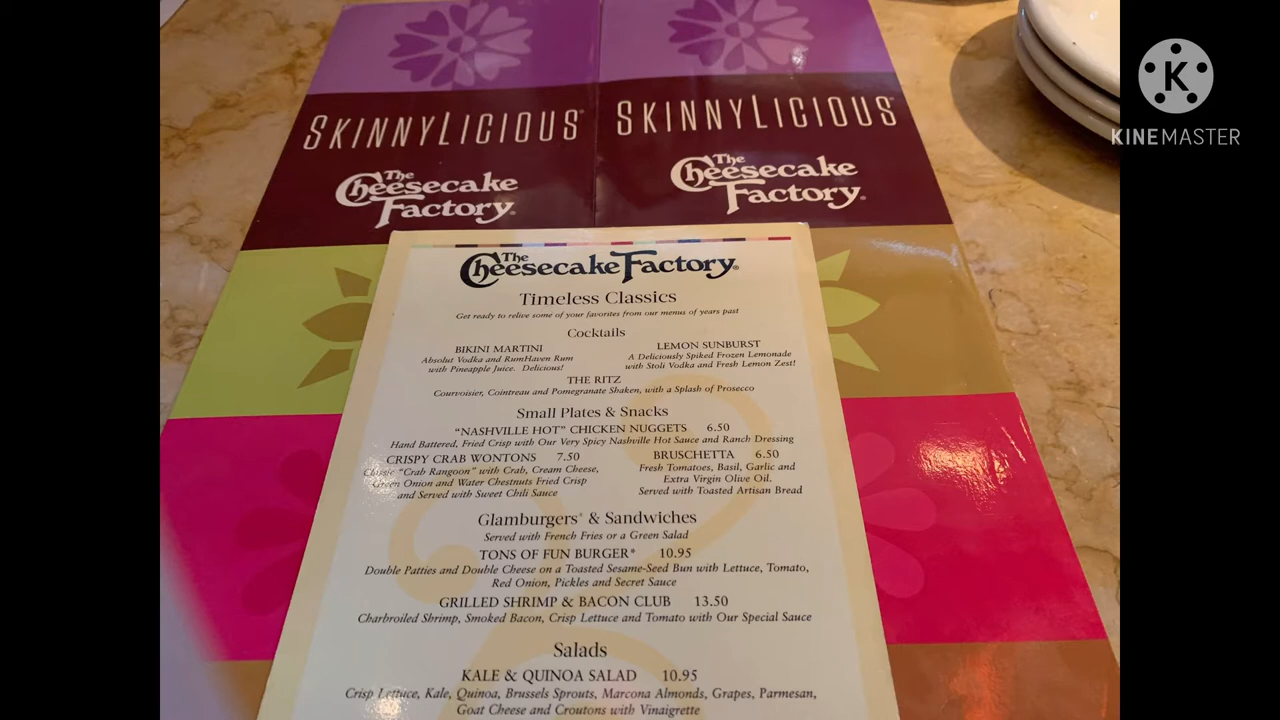 SKINNYLICIOUS®
The
Cheesecake
Factory®
SKINNYLICIOUS®
The
Cheesecake
Factory®
K
KINEMASTER
The Cheesecake Factory®
Timeless Classics
Get ready to relive some of your favorites from our menus of years past
Cocktails
BIKINI MARTINI
Absolut Vodka and RumHaven Rum
with Pineapple Juice. Delicious!
LEMON SUNBURST
A Deliciously Spiked Frozen Lemonade
with Stoli Vodka and Fresh Lemon Zest!
THE RITZ
Courvoisier, Cointreau and Pomegranate Shaken, with a Splash of Prosecco
Small Plates & Snacks
"NASHVILLE HOT" CHICKEN NUGGETS 6.50
Hand Battered, Fried Crisp with Our Very Spicy Nashville Hot Sauce and Ranch Dressing
CRISPY CRAB WONTONS 7.50
Classic "Crab Rangoon" with Crab, Cream Cheese,
Green Onion and Water Chestnuts Fried Crisp
and Served with Sweet Chili Sauce
BRUSCHETTA 6.50
Fresh Tomatoes, Basil, Garlic and
Extra Virgin Olive Oil.
Served with Toasted Artisan Bread
Glamburgers® & Sandwiches
Served with French Fries or a Green Salad
TONS OF FUN BURGER* 10.95
Double Patties and Double Cheese on a Toasted Sesame-Seed Bun with Lettuce, Tomato,
Red Onion, Pickles and Secret Sauce
GRILLED SHRIMP & BACON CLUB 13.50
Charbroiled Shrimp, Smoked Bacon, Crisp Lettuce and Tomato with Our Special Sauce
Salads
KALE & QUINOA SALAD 10.95
Crisp Lettuce, Kale, Quinoa, Brussels Sprouts, Marcona Almonds, Grapes, Parmesan,
Goat Cheese and Croutons with Vinaigrette